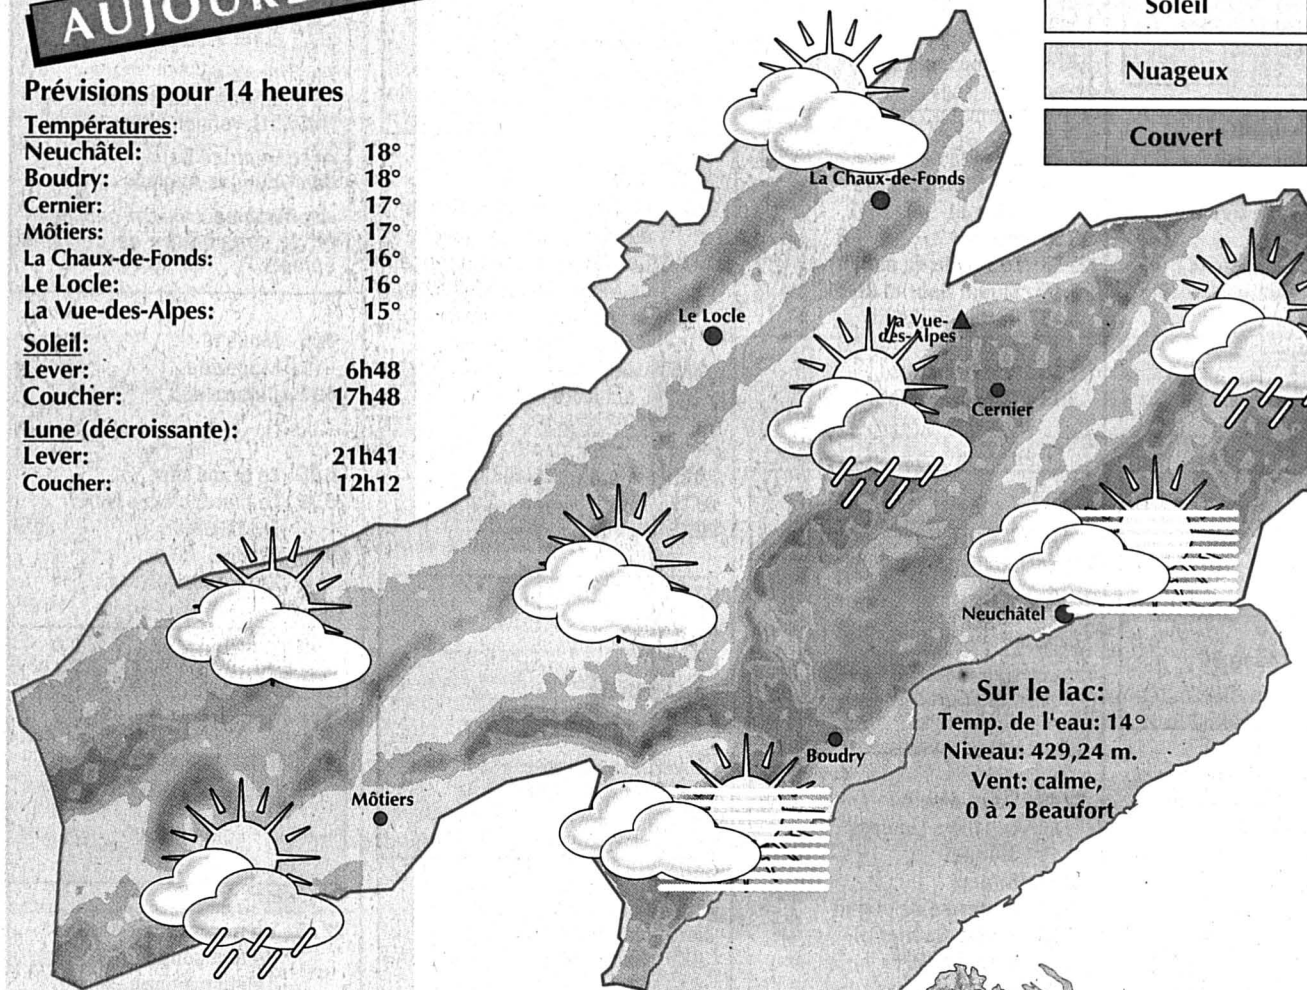 Prévisions pour 14 heures
Températures:
Neuchâtel: 18°
Boudry: 18°
Cernier: 17°
Môtiers: 17°
La Chaux-de-Fonds: 16°
Le Locle: 16°
La Vue-des-Alpes: 15°
Soleil:
Lever: 6h48
Coucher: 17h48
Lune (décroissante):
Lever: 21h41
Coucher: 12h12
Soleil
Nuageux
Couvert
La Chaux-de-Fonds
Le Locle
La Vue-
des-Alpes
Cernier
Neuchâtel
Boudry
Môtiers
Sur le lac:
Temp. de l'eau: 14°
Niveau: 429,24 m.
Vent: calme,
0 à 2 Beaufort